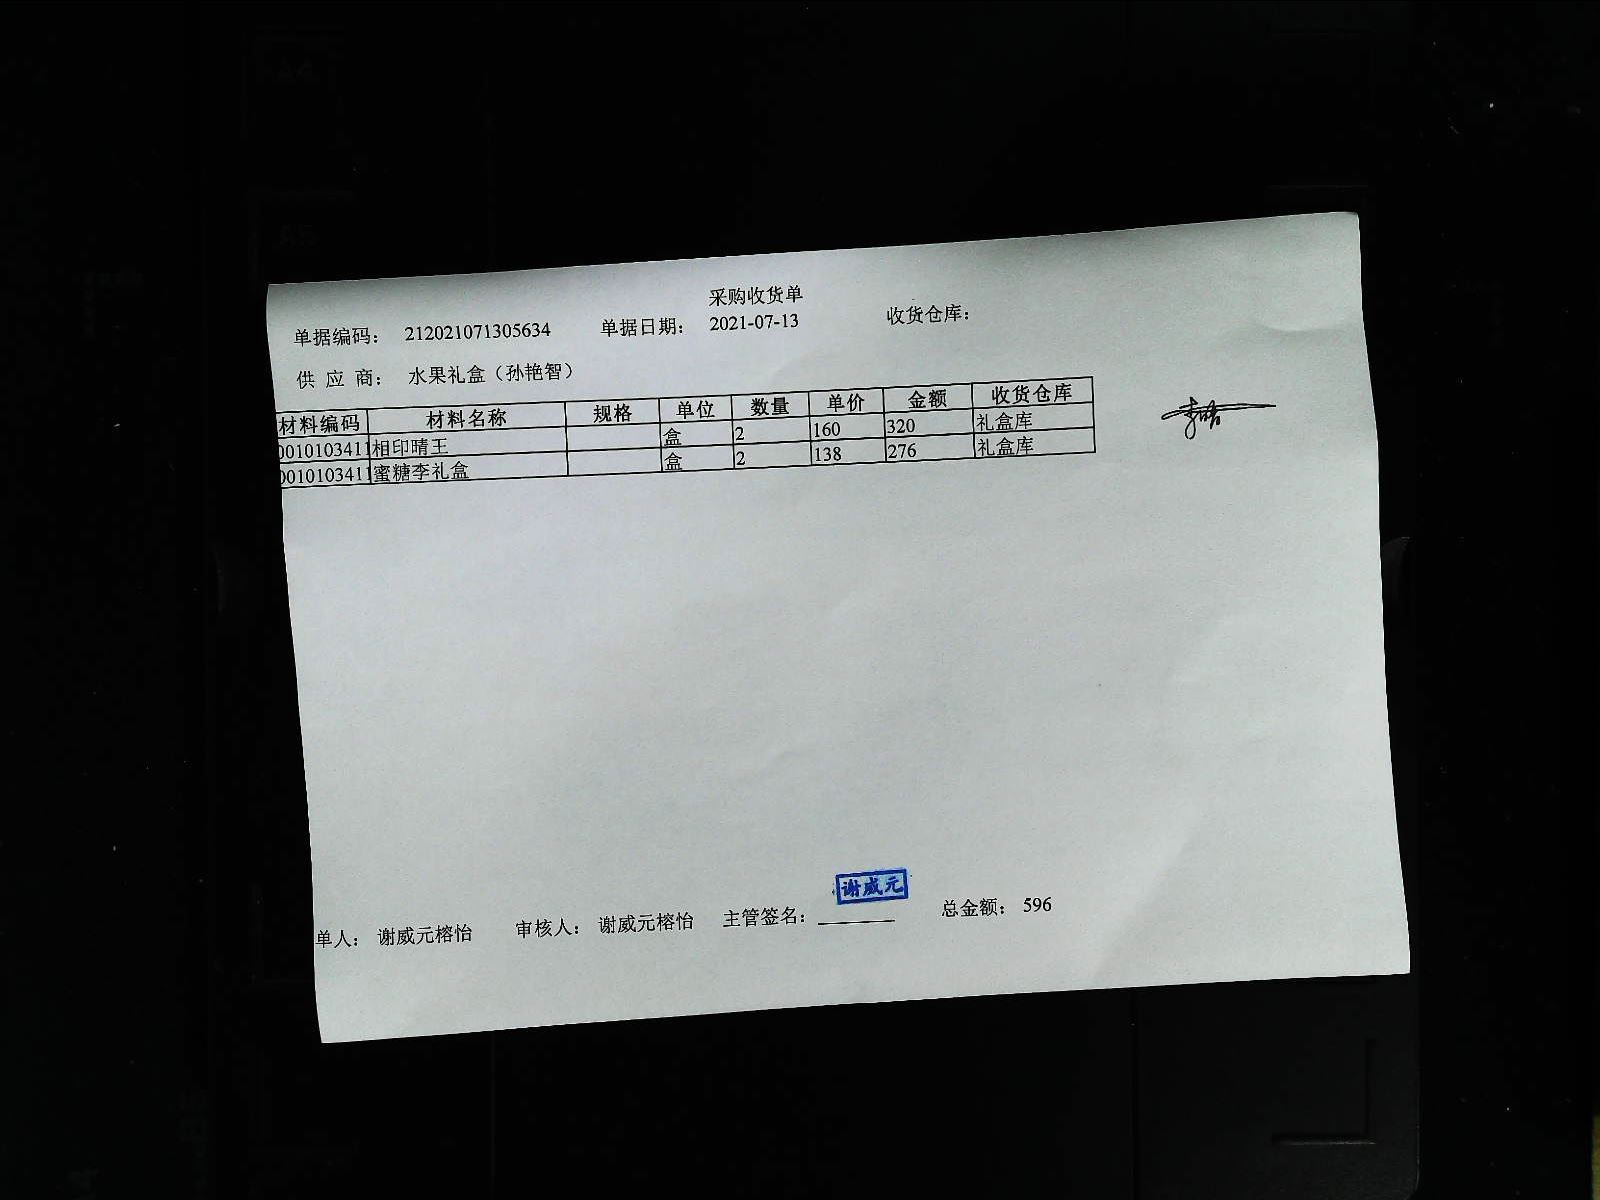 采购收货单
单据编码： 212021071305634 单据日期： 2021-07-13 收货仓库：
供 应 商： 水果礼盒（孙艳智）
材料编码 材料名称 规格 单位 数量 单价 金额 收货仓库
0010103411 相印晴王 盒 2 160 320 礼盒库
0010103411 蜜糖李礼盒 盒 2 138 276 礼盒库
谢威元
单人： 谢威元榕怡 审核人： 谢威元榕怡 主管签名： 总金额： 596